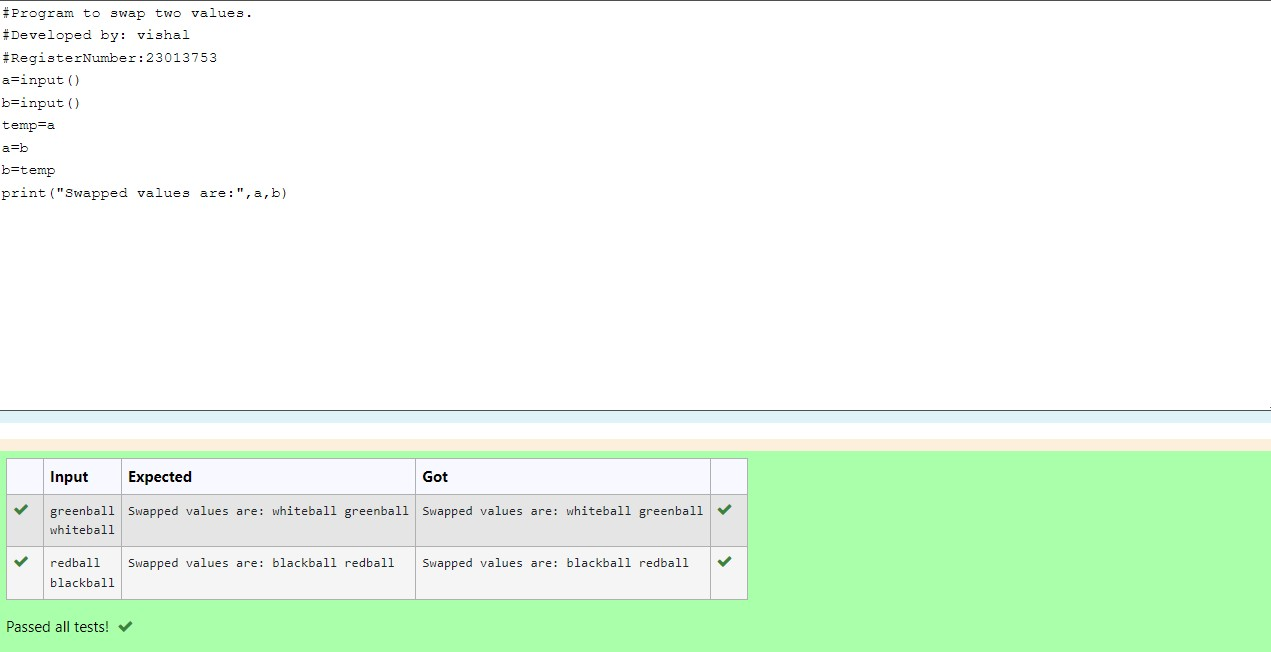 #Program to swap two values.
#Developed by: vishal
#RegisterNumber:23013753
a=input()
b=input()
temp=a
a=b
b=temp
print("Swapped values are:",a,b)
Input Expected Got
greenball Swapped values are: whiteball greenball Swapped values are: whiteball greenball
whiteball
redball Swapped values are: blackball redball Swapped values are: blackball redball
blackball
Passed all tests!